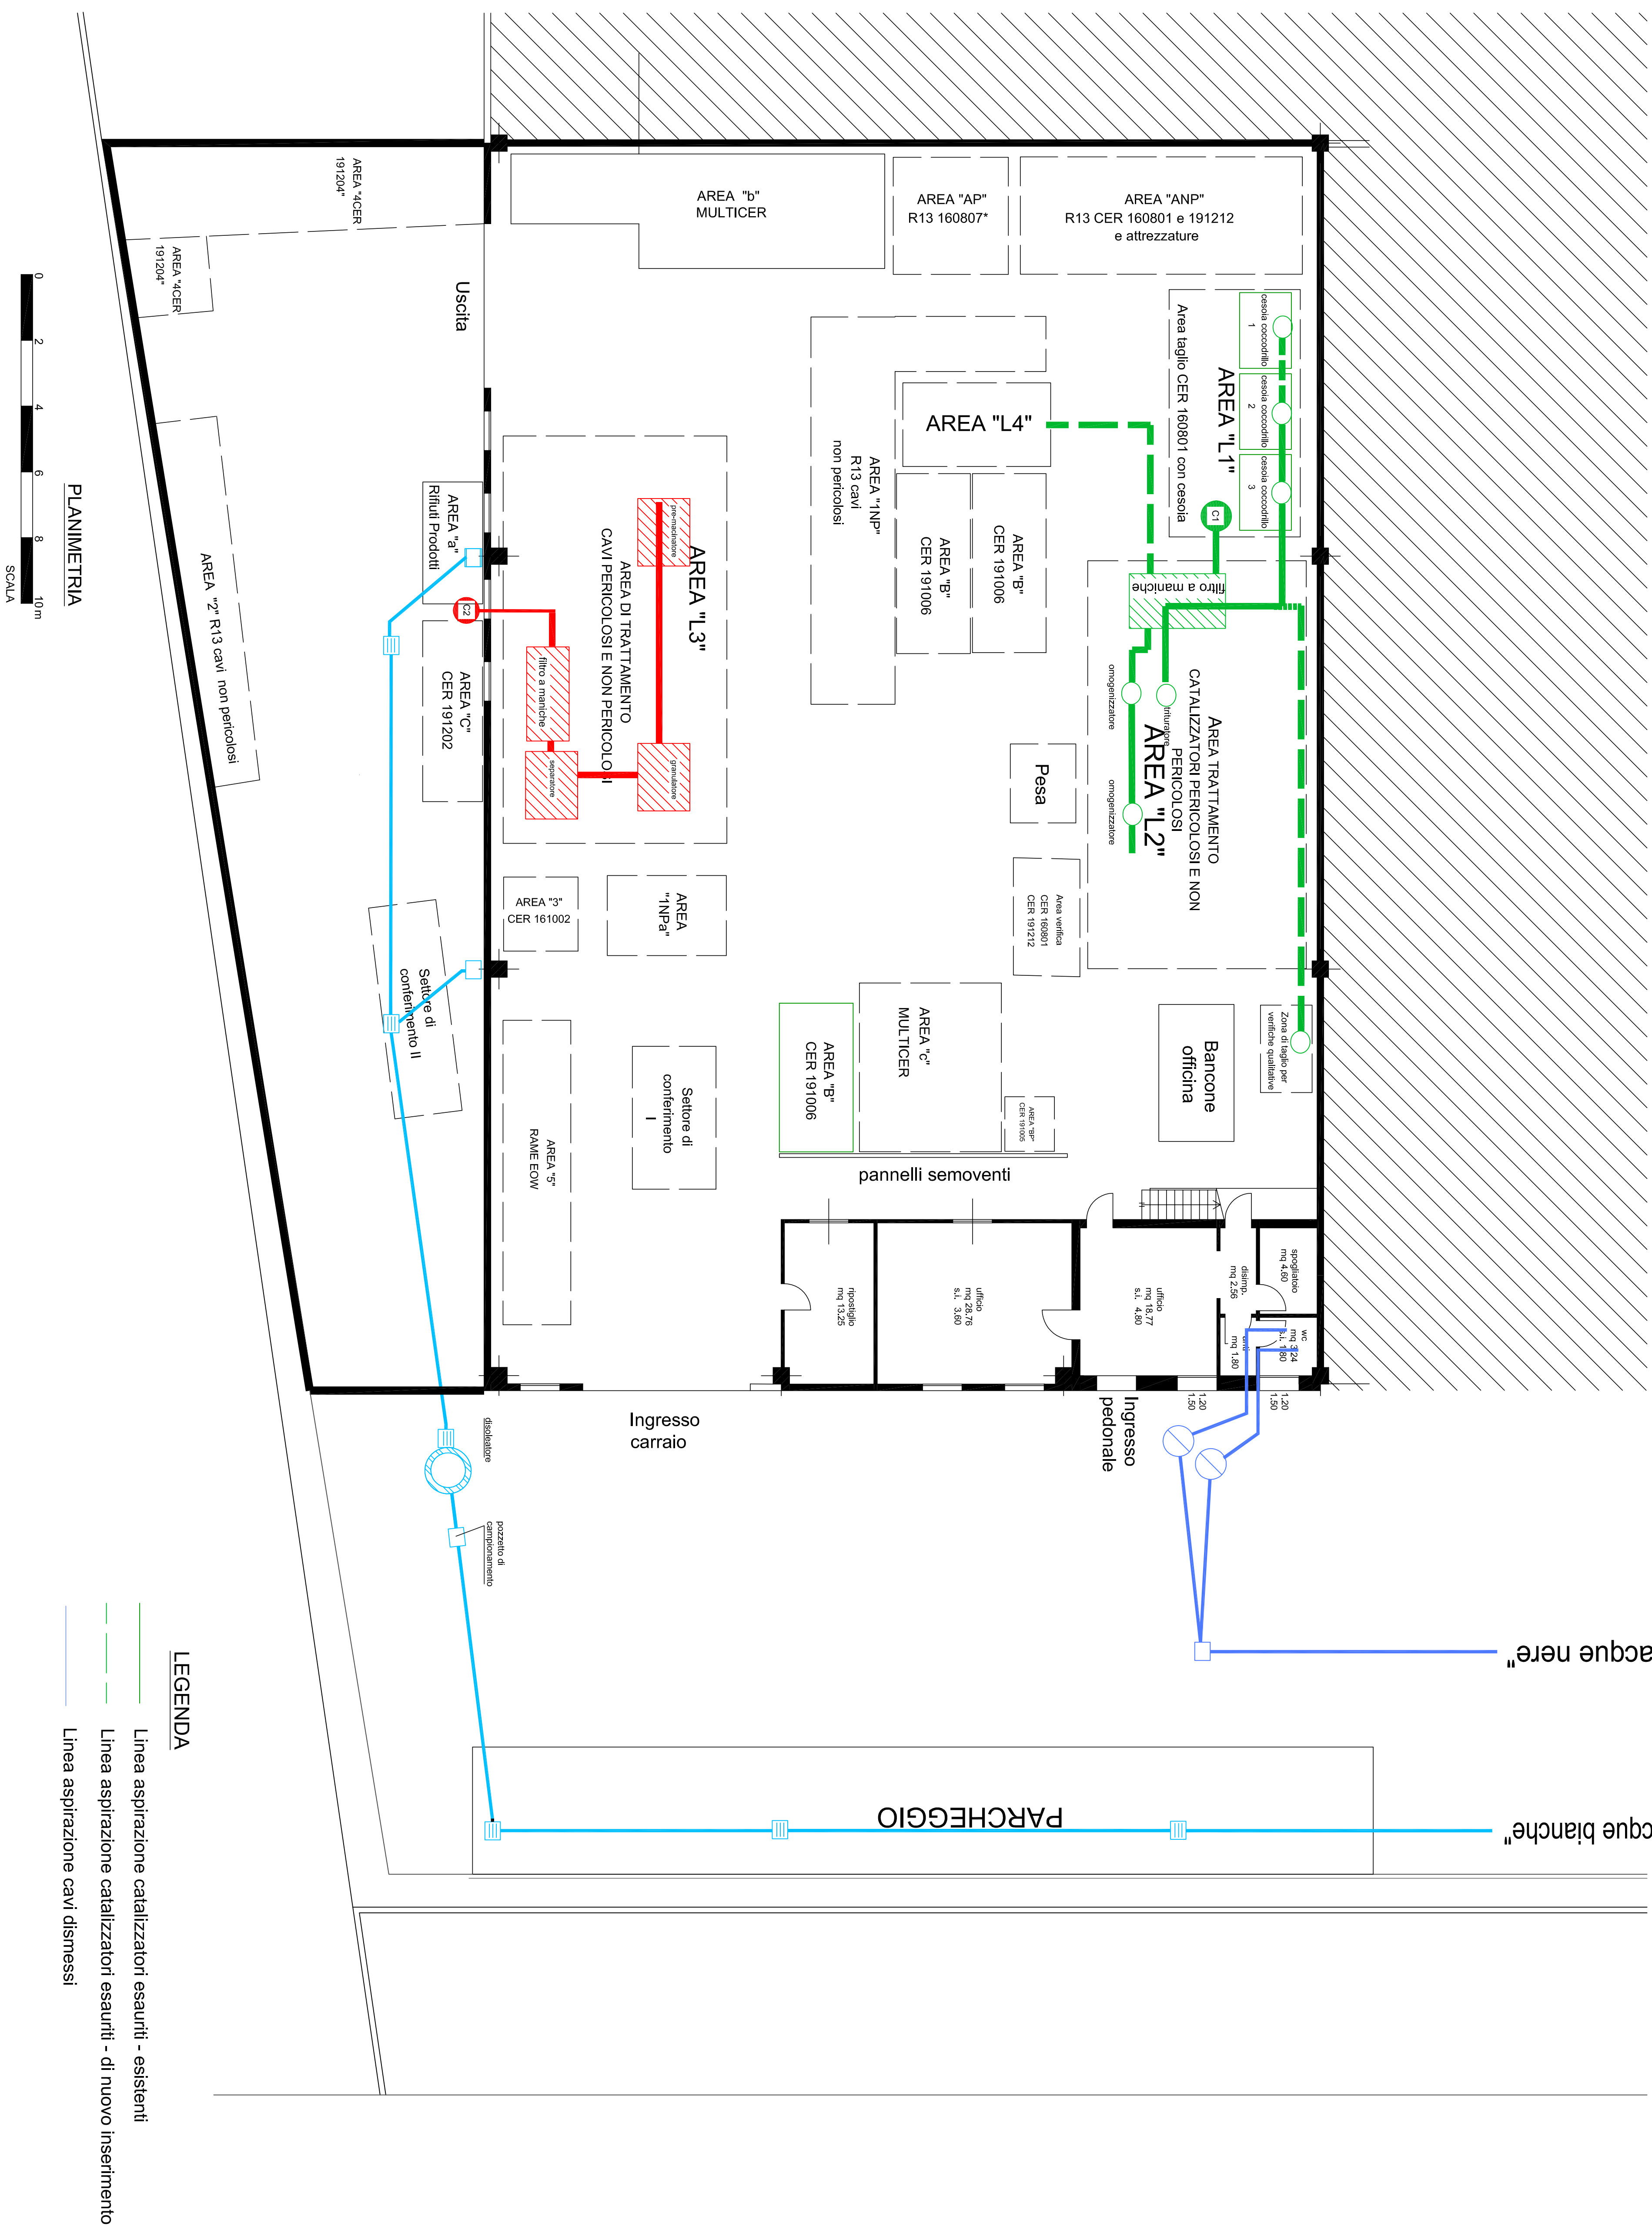 AREA "4CER
191204"
AREA "4CER
191204"
Uscita
AREA "b"
MULTICER
AREA "AP"
R13 160807*
AREA "ANP"
R13 CER 160801 e 191212
e attrezzature
cesoia coccodrillo
1
cesoia coccodrillo
2
cesoia coccodrillo
3
AREA "L1"
Area taglio CER 160801 con cesoia
C1
filtro a maniche
AREA "L4"
AREA "1NP"
R13 cavi
non pericolosi
AREA "B"
CER 191006
AREA "B"
CER 191006
AREA TRATTAMENTO
CATALIZZATORI PERICOLOSI E NON
PERICOLOSI
AREA "L2"
trituratore
omogenizzatore
omogenizzatore
Pesa
Area verifica
CER 160801
CER 191212
AREA "L3"
AREA DI TRATTAMENTO
CAVI PERICOLOSI E NON PERICOLOSI
pre-macinatore
granulatore
separatore
filtro a maniche
C2
AREA "a"
Rifiuti Prodotti
AREA "C"
CER 191202
AREA "2" R13 cavi non pericolosi
AREA "3"
CER 161002
AREA
"1NPa"
Settore di
conferimento II
AREA "5"
RAME EOW
Settore di
conferimento
I
AREA "B"
CER 191006
AREA "c"
MULTICER
AREA "BP"
CER 191005
pannelli semoventi
Bancone
officina
Zona di taglio per
verifiche qualitative
ripostiglio
mq 13.25
ufficio
mq 28.76
s.i. 3.60
ufficio
mq 18.77
s.i. 4.80
disimp.
mq 2.56
spogliatoio
mq 4.60
wc
mq 3.24
s.i. 1.80
mq 1.80
1.20
1.50
1.20
1.50
Ingresso
carraio
Ingresso
pedonale
disoleatore
pozzetto di
campionamento
acque nere"
cque bianche"
PARCHEGGIO
0
2
4
6
8
10 m
SCALA
PLANIMETRIA
LEGENDA
Linea aspirazione catalizzatori esauriti - esistenti
Linea aspirazione catalizzatori esauriti - di nuovo inserimento
Linea aspirazione cavi dismessi